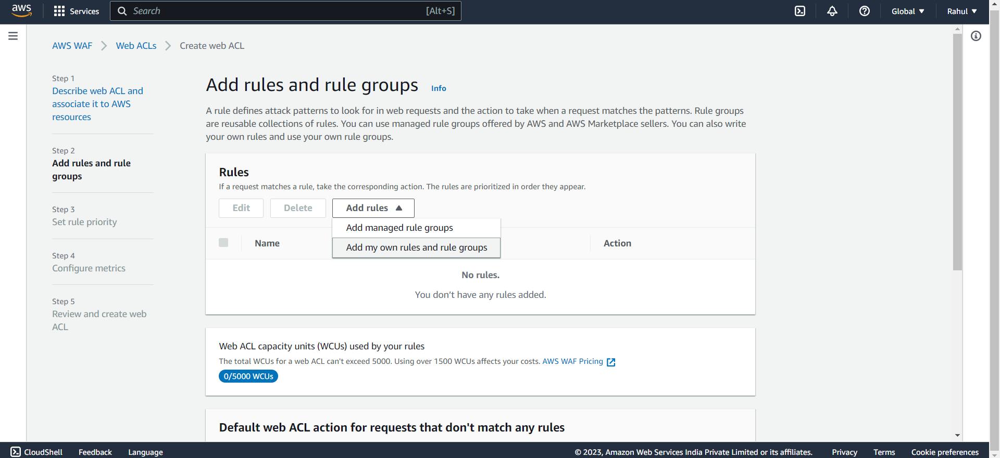 aws
Services
Search
[Alt+S]
Global
Rahul
AWS WAF
Web ACLs
Create web ACL
Step 1
Describe web ACL and
associate it to AWS
resources
Step 2
Add rules and rule
groups
Step 3
Set rule priority
Step 4
Configure metrics
Step 5
Review and create web
ACL
Add rules and rule groups
Info
A rule defines attack patterns to look for in web requests and the action to take when a request matches the patterns. Rule groups
are reusable collections of rules. You can use managed rule groups offered by AWS and AWS Marketplace sellers. You can also write
your own rules and use your own rule groups.
Rules
If a request matches a rule, take the corresponding action. The rules are prioritized in order they appear.
Edit
Delete
Add rules
Add managed rule groups
Add my own rules and rule groups
Name
Action
No rules.
You don’t have any rules added.
Web ACL capacity units (WCUs) used by your rules
The total WCUs for a web ACL can't exceed 5000. Using over 1500 WCUs affects your costs. AWS WAF Pricing
0/5000 WCUs
Default web ACL action for requests that don't match any rules
CloudShell
Feedback
Language
© 2023, Amazon Web Services India Private Limited or its affiliates.
Privacy
Terms
Cookie preferences